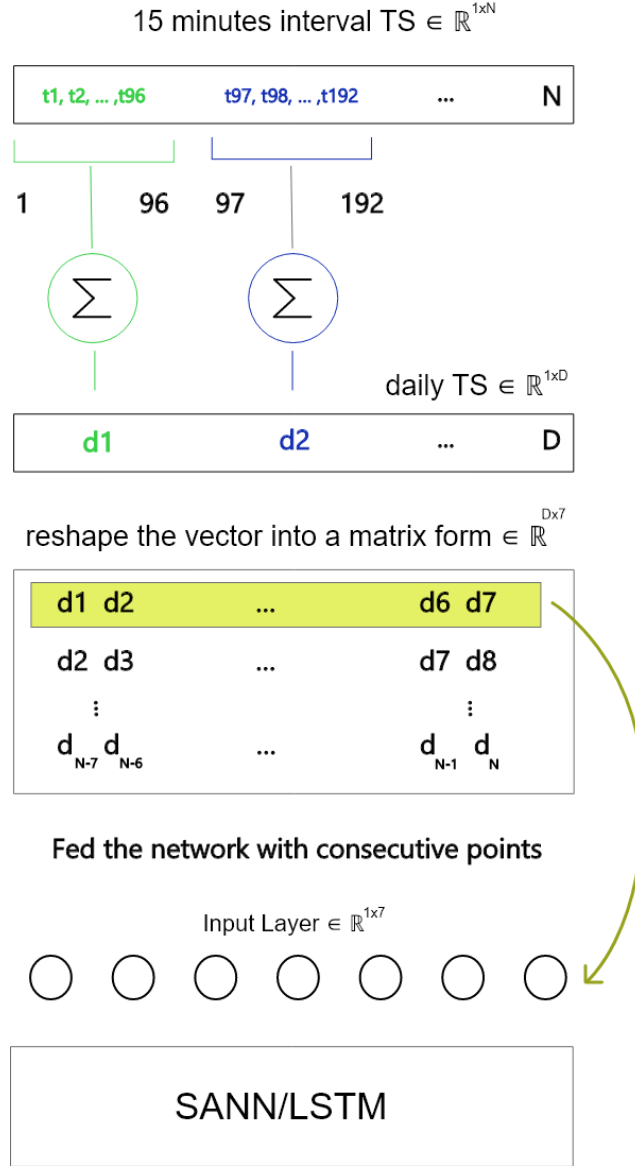 15 minutes interval TS ∈ ℝ^1xN
t1, t2, ... ,t96 t97, t98, ... ,t192 ... N
1 96 97 192
∑ ∑
daily TS ∈ ℝ^1xD
d1 d2 ... D
reshape the vector into a matrix form ∈ ℝ^Dx7
d1 d2 ... d6 d7
d2 d3 ... d7 d8
⋮ ⋮
d_N-7 d_N-6 ... d_N-1 d_N
Fed the network with consecutive points
Input Layer ∈ ℝ^1x7
SANN/LSTM